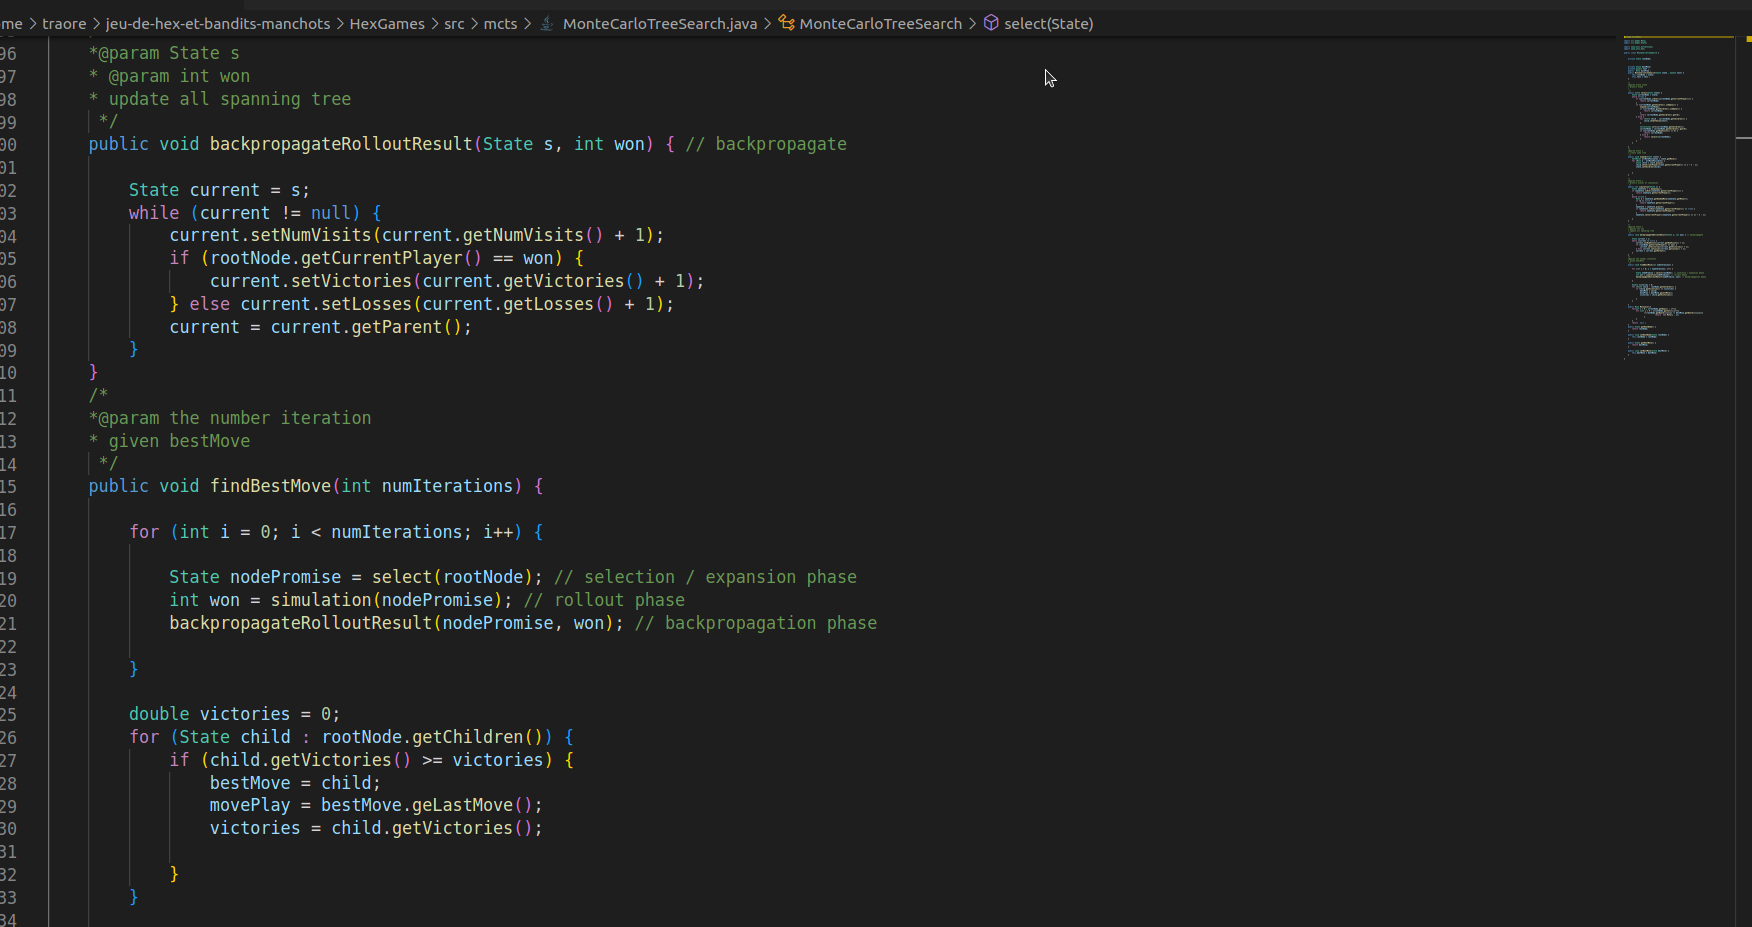 ome > traore > jeu-de-hex-et-bandits-manchots > HexGames > src > mcts > MonteCarloTreeSearch.java > MonteCarloTreeSearch > select(State)
96 *@param State s
97 * @param int won
98 * update all spanning tree
99 */
00 public void backpropagateRolloutResult(State s, int won) { // backpropagate
01
02 State current = s;
03 while (current != null) {
04 current.setNumVisits(current.getNumVisits() + 1);
05 if (rootNode.getCurrentPlayer() == won) {
06 current.setVictories(current.getVictories() + 1);
07 } else current.setLosses(current.getLosses() + 1);
08 current = current.getParent();
09 }
10 }
11 /*
12 *@param the number iteration
13 * given bestMove
14 */
15 public void findBestMove(int numIterations) {
16
17 for (int i = 0; i < numIterations; i++) {
18
19 State nodePromise = select(rootNode); // selection / expansion phase
20 int won = simulation(nodePromise); // rollout phase
21 backpropagateRolloutResult(nodePromise, won); // backpropagation phase
22
23 }
24
25 double victories = 0;
26 for (State child : rootNode.getChildren()) {
27 if (child.getVictories() >= victories) {
28 bestMove = child;
29 movePlay = bestMove.geLastMove();
30 victories = child.getVictories();
31
32 }
33 }
34